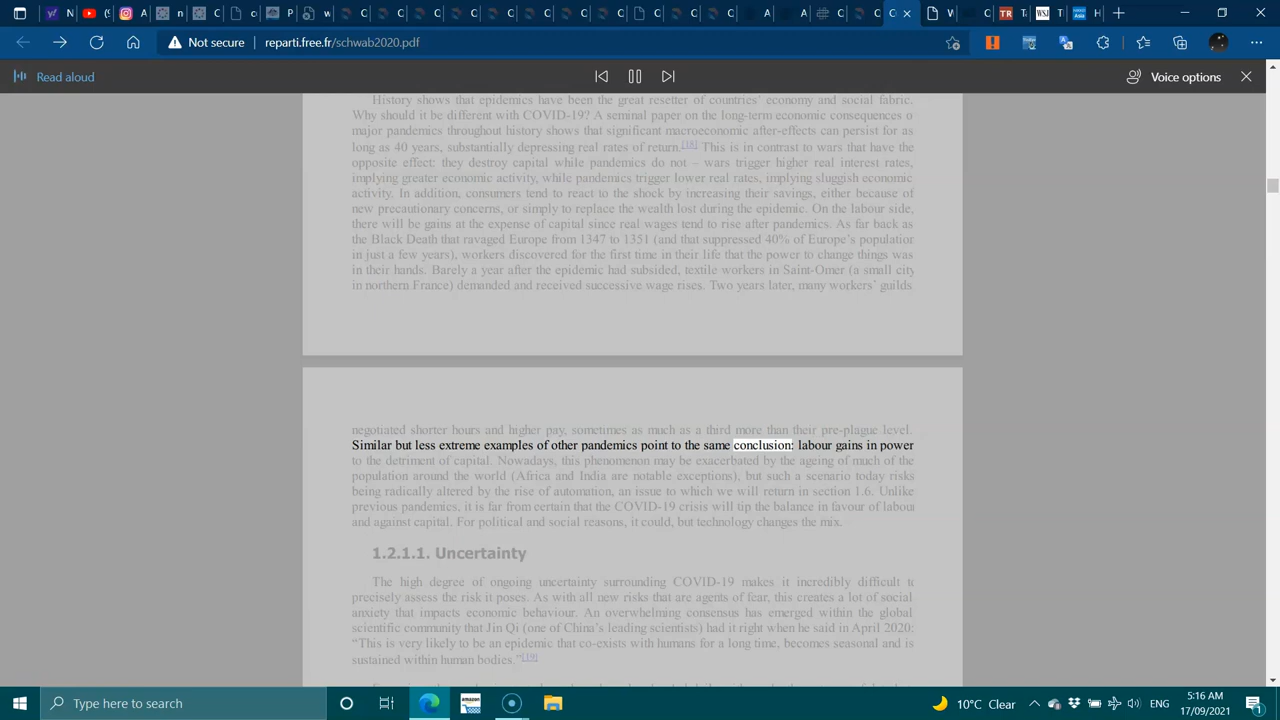 Not secure
reparti.free.fr/schwab2020.pdf
Read aloud
Voice options
History shows that epidemics have been the great resetter of countries' economy and social fabric.
Why should it be different with COVID-19? A seminal paper on the long-term economic consequences o
major pandemics throughout history shows that significant macroeconomic after-effects can persist for as
long as 40 years, substantially depressing real rates of return.[18] This is in contrast to wars that have the
opposite effect: they destroy capital while pandemics do not – wars trigger higher real interest rates,
implying greater economic activity, while pandemics trigger lower real rates, implying sluggish economic
activity. In addition, consumers tend to react to the shock by increasing their savings, either because of
new precautionary concerns, or simply to replace the wealth lost during the epidemic. On the labour side,
there will be gains at the expense of capital since real wages tend to rise after pandemics. As far back as
the Black Death that ravaged Europe from 1347 to 1351 (and that suppressed 40% of Europe's population
in just a few years), workers discovered for the first time in their life that the power to change things was
in their hands. Barely a year after the epidemic had subsided, textile workers in Saint-Omer (a small city
in northern France) demanded and received successive wage rises. Two years later, many workers' guilds
negotiated shorter hours and higher pay, sometimes as much as a third more than their pre-plague level.
Similar but less extreme examples of other pandemics point to the same conclusion: labour gains in power
to the detriment of capital. Nowadays, this phenomenon may be exacerbated by the ageing of much of the
population around the world (Africa and India are notable exceptions), but such a scenario today risks
being radically altered by the rise of automation, an issue to which we will return in section 1.6. Unlike
previous pandemics, it is far from certain that the COVID-19 crisis will tip the balance in favour of labour
and against capital. For political and social reasons, it could, but technology changes the mix.
1.2.1.1. Uncertainty
The high degree of ongoing uncertainty surrounding COVID-19 makes it incredibly difficult to
precisely assess the risk it poses. As with all new risks that are agents of fear, this creates a lot of social
anxiety that impacts economic behaviour. An overwhelming consensus has emerged within the global
scientific community that Jin Qi (one of China's leading scientists) had it right when he said in April 2020:
"This is very likely to be an epidemic that co-exists with humans for a long time, becomes seasonal and is
sustained within human bodies."[19]
Type here to search
10°C Clear
ENG
5:16 AM
17/09/2021